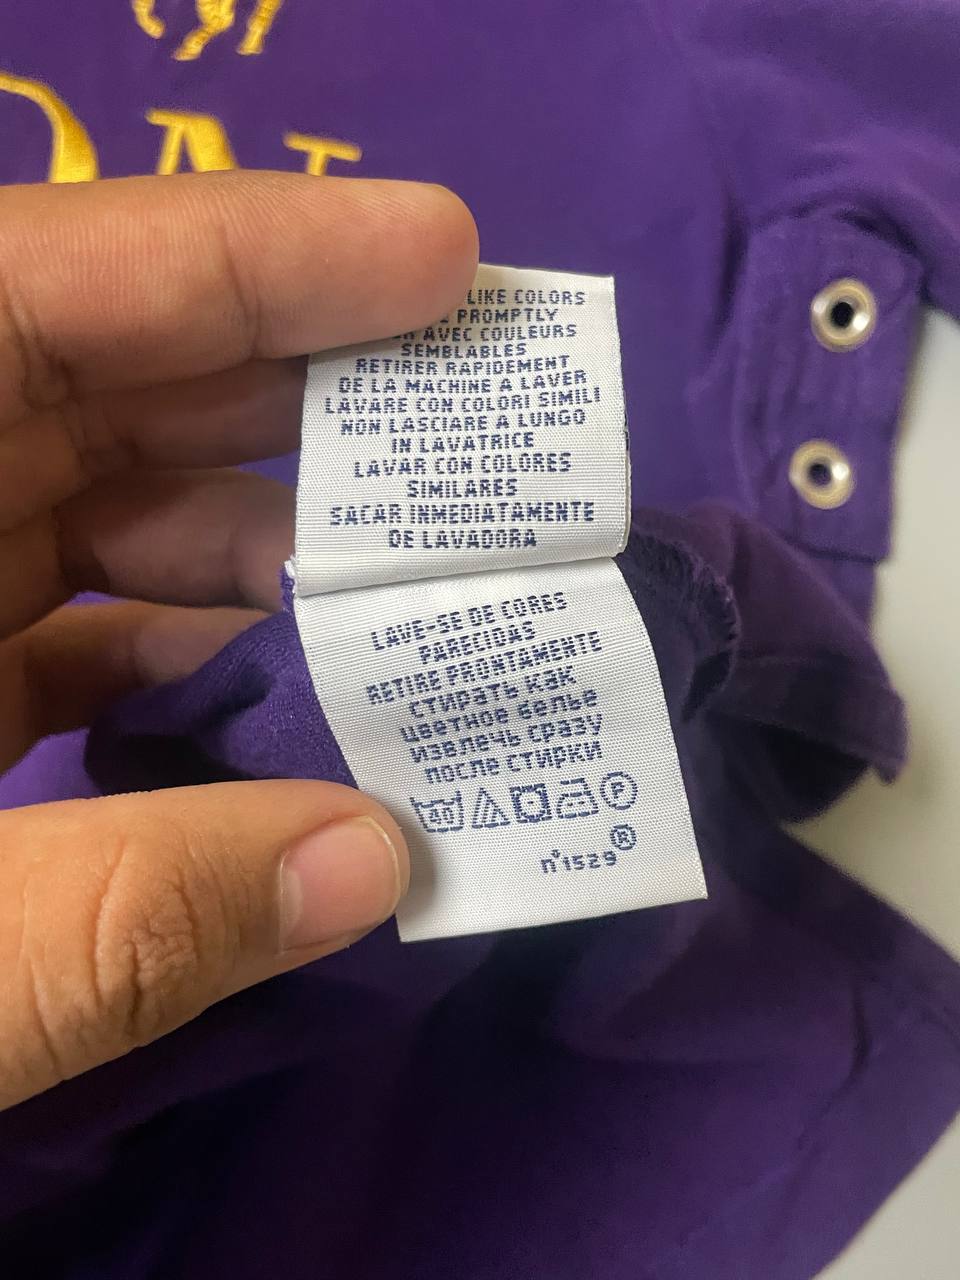 LIKE COLORS
PROMPTLY
AVEC COULEURS
SEMBLABLES
RETIRER RAPIDEMENT
DE LA MACHINE A LAVER
LAVARE CON COLORI SIMILI
NON LASCIARE A LUNGO
IN LAVATRICE
LAVAR CON COLORES
SIMILARES
SACAR INMEDIATAMENTE
DE LAVADORA
LAVE-SE DE CORES
PARECIDAS
RETIRE PRONTAMENTE
стирать как
цветное белье
извлечь сразу
после стирки
40 P
n°1529®